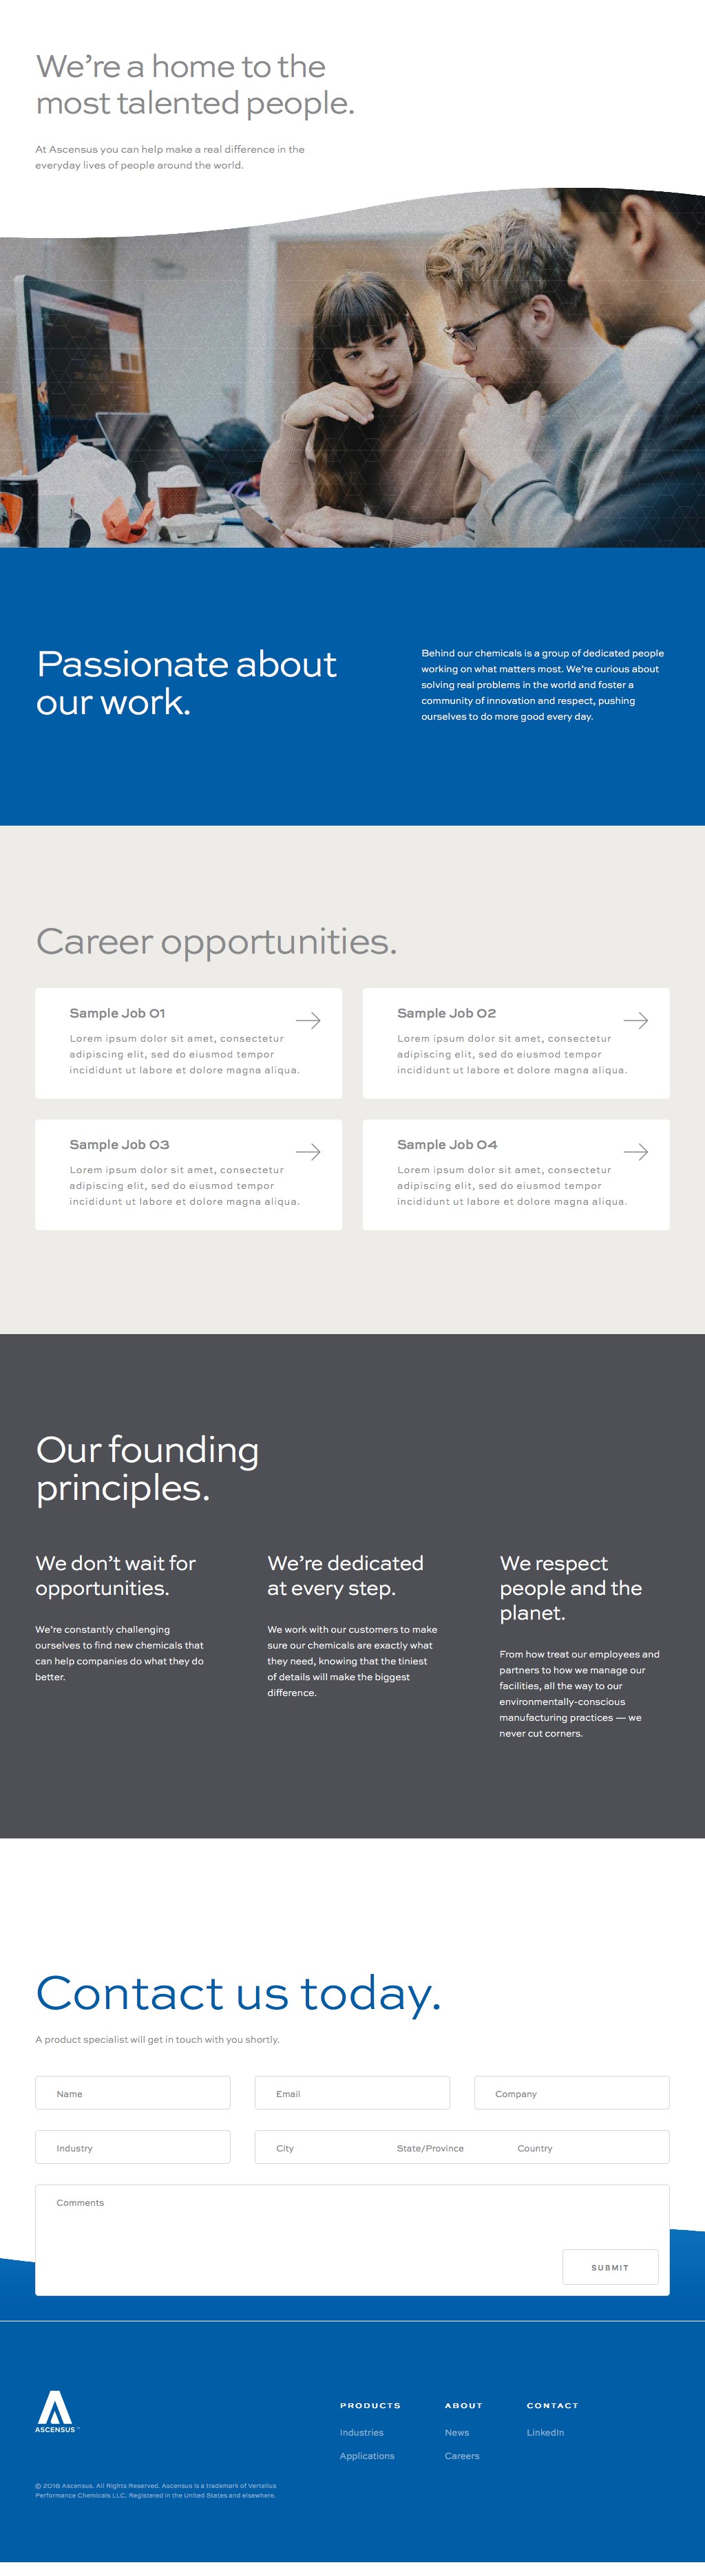 We're a home to the
most talented people.
At Ascensus you can help make a real difference in the
everyday lives of people around the world.
Passionate about
our work.
Behind our chemicals is a group of dedicated people
working on what matters most. We're curious about
solving real problems in the world and foster a
community of innovation and respect, pushing
ourselves to do more good every day.
Career opportunities.
Sample Job 01
Lorem ipsum dolor sit amet, consectetur
adipiscing elit, sed do eiusmod tempor
incididunt ut labore et dolore magna aliqua.
Sample Job 02
Lorem ipsum dolor sit amet, consectetur
adipiscing elit, sed do eiusmod tempor
incididunt ut labore et dolore magna aliqua.
Sample Job 03
Lorem ipsum dolor sit amet, consectetur
adipiscing elit, sed do eiusmod tempor
incididunt ut labore et dolore magna aliqua.
Sample Job 04
Lorem ipsum dolor sit amet, consectetur
adipiscing elit, sed do eiusmod tempor
incididunt ut labore et dolore magna aliqua.
Our founding
principles.
We don't wait for
opportunities.
We're constantly challenging
ourselves to find new chemicals that
can help companies do what they do
better.
We're dedicated
at every step.
We work with our customers to make
sure our chemicals are exactly what
they need, knowing that the tiniest
of details will make the biggest
difference.
We respect
people and the
planet.
From how treat our employees and
partners to how we manage our
facilities, all the way to our
environmentally-conscious
manufacturing practices — we
never cut corners.
Contact us today.
A product specialist will get in touch with you shortly.
Name
Email
Company
Industry
City
State/Province
Country
Comments
SUBMIT
ASCENSUS™
PRODUCTS
Industries
Applications
ABOUT
News
Careers
CONTACT
LinkedIn
© 2018 Ascensus. All Rights Reserved. Ascensus is a trademark of Vertellus
Performance Chemicals LLC. Registered in the United States and elsewhere.